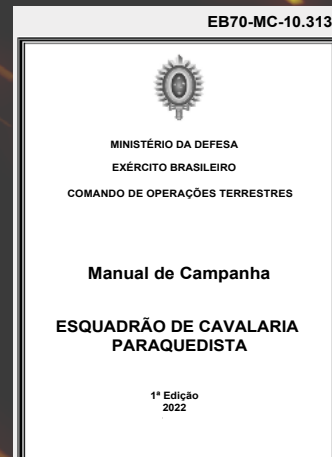 EB70-MC-10.313
MINISTÉRIO DA DEFESA
EXÉRCITO BRASILEIRO
COMANDO DE OPERAÇÕES TERRESTRES
Manual de Campanha
ESQUADRÃO DE CAVALARIA
PARAQUEDISTA
1ª Edição
2022